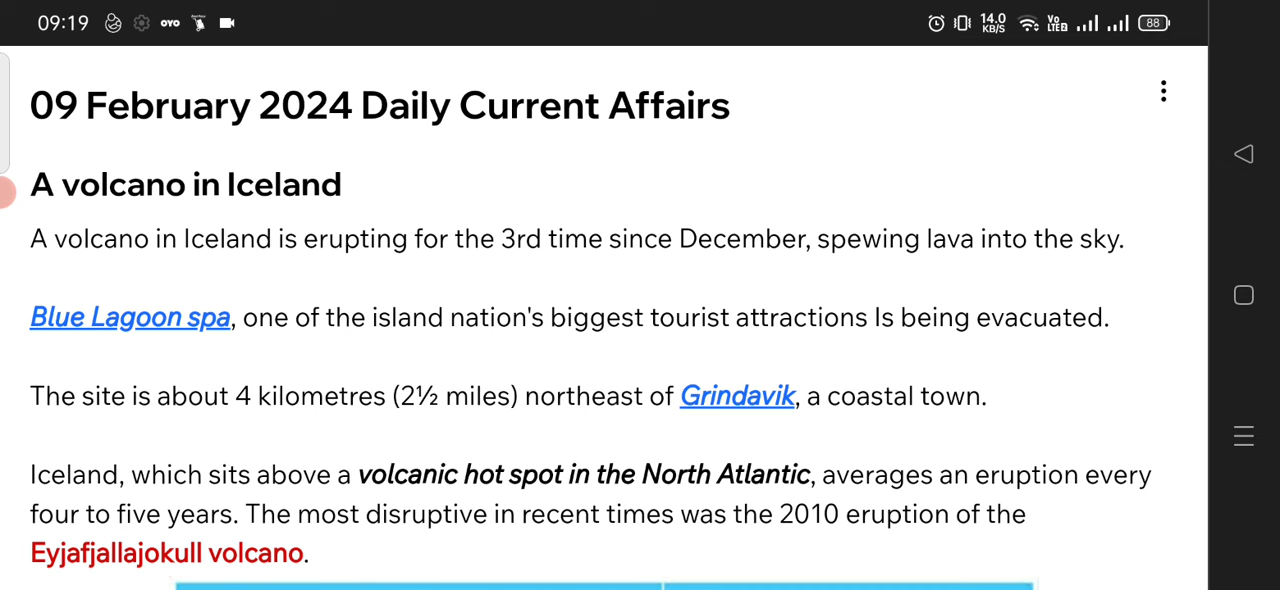 09:19 OYO 14.0 KB/S Vo LTE2 88
09 February 2024 Daily Current Affairs
A volcano in Iceland
A volcano in Iceland is erupting for the 3rd time since December, spewing lava into the sky.
Blue Lagoon spa, one of the island nation's biggest tourist attractions Is being evacuated.
The site is about 4 kilometres (2½ miles) northeast of Grindavik, a coastal town.
Iceland, which sits above a volcanic hot spot in the North Atlantic, averages an eruption every
four to five years. The most disruptive in recent times was the 2010 eruption of the
Eyjafjallajokull volcano.